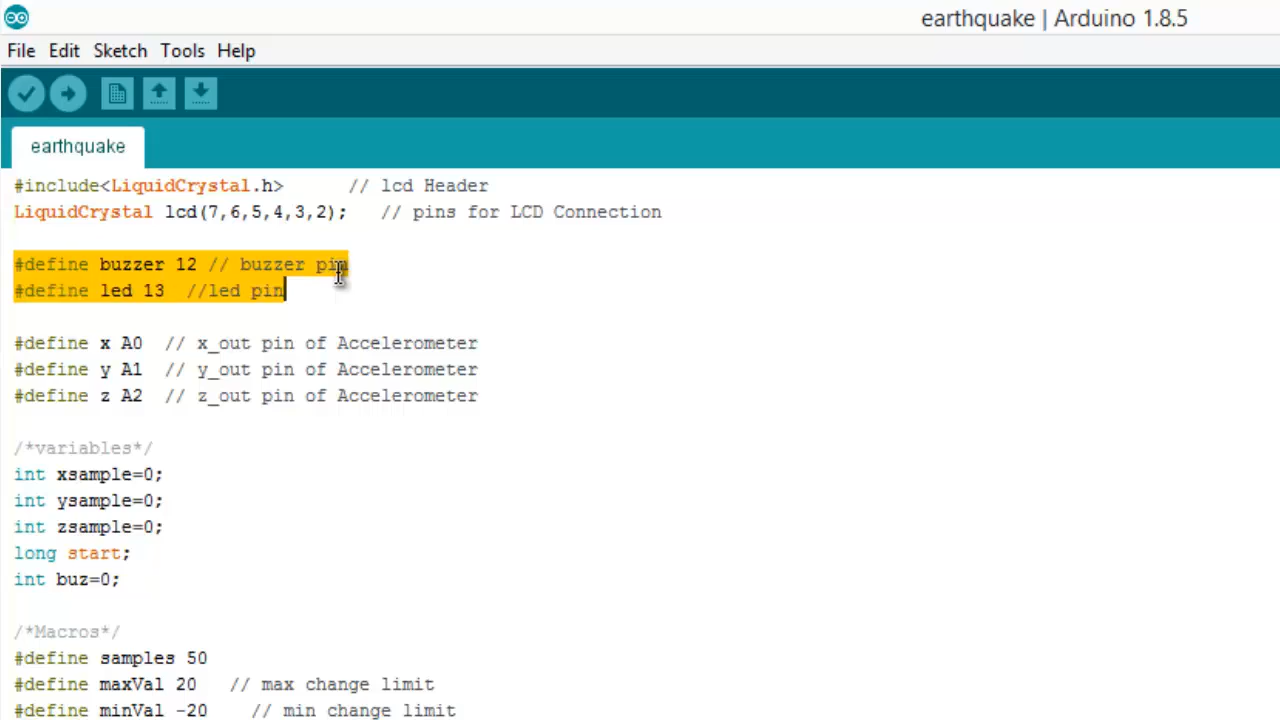 earthquake | Arduino 1.8.5
File Edit Sketch Tools Help
earthquake
#include<LiquidCrystal.h>      // lcd Header
LiquidCrystal lcd(7,6,5,4,3,2);   // pins for LCD Connection
#define buzzer 12 // buzzer pin
#define led 13  //led pin
#define x A0  // x_out pin of Accelerometer
#define y A1  // y_out pin of Accelerometer
#define z A2  // z_out pin of Accelerometer
/*variables*/
int xsample=0;
int ysample=0;
int zsample=0;
long start;
int buz=0;
/*Macros*/
#define samples 50
#define maxVal 20   // max change limit
#define minVal -20    // min change limit